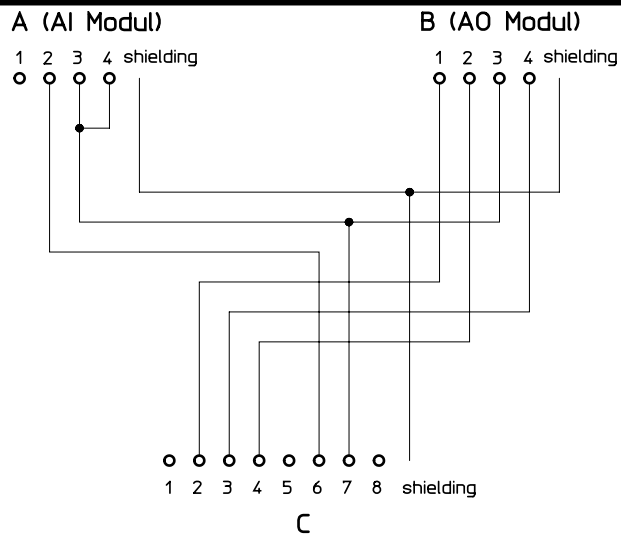 A (AI Modul) B (AO Modul)
1 2 3 4 shielding 1 2 3 4 shielding
1 2 3 4 5 6 7 8 shielding
C